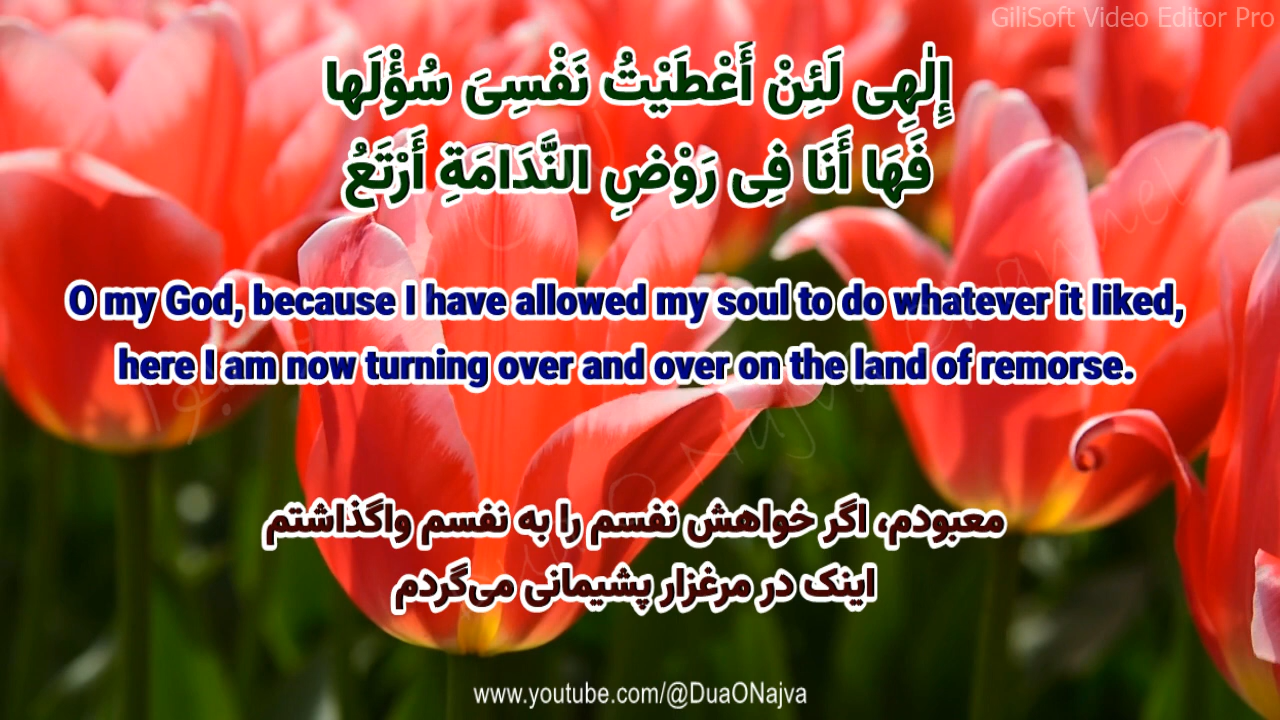 GiliSoft Video Editor Pro
إِلٰهِی لَئِنْ أَعْطَیْتُ نَفْسِیَ سُؤْلَها
فَهَا أَنَا فِی رَوْضِ النَّدَامَةِ أَرْتَعُ
O my God, because I have allowed my soul to do whatever it liked,
here I am now turning over and over on the land of remorse.
معبودم، اگر خواهش نفسم را به نفسم واگذاشتم
اینک در مرغزار پشیمانی می‌گردم
www.youtube.com/@DuaONajva